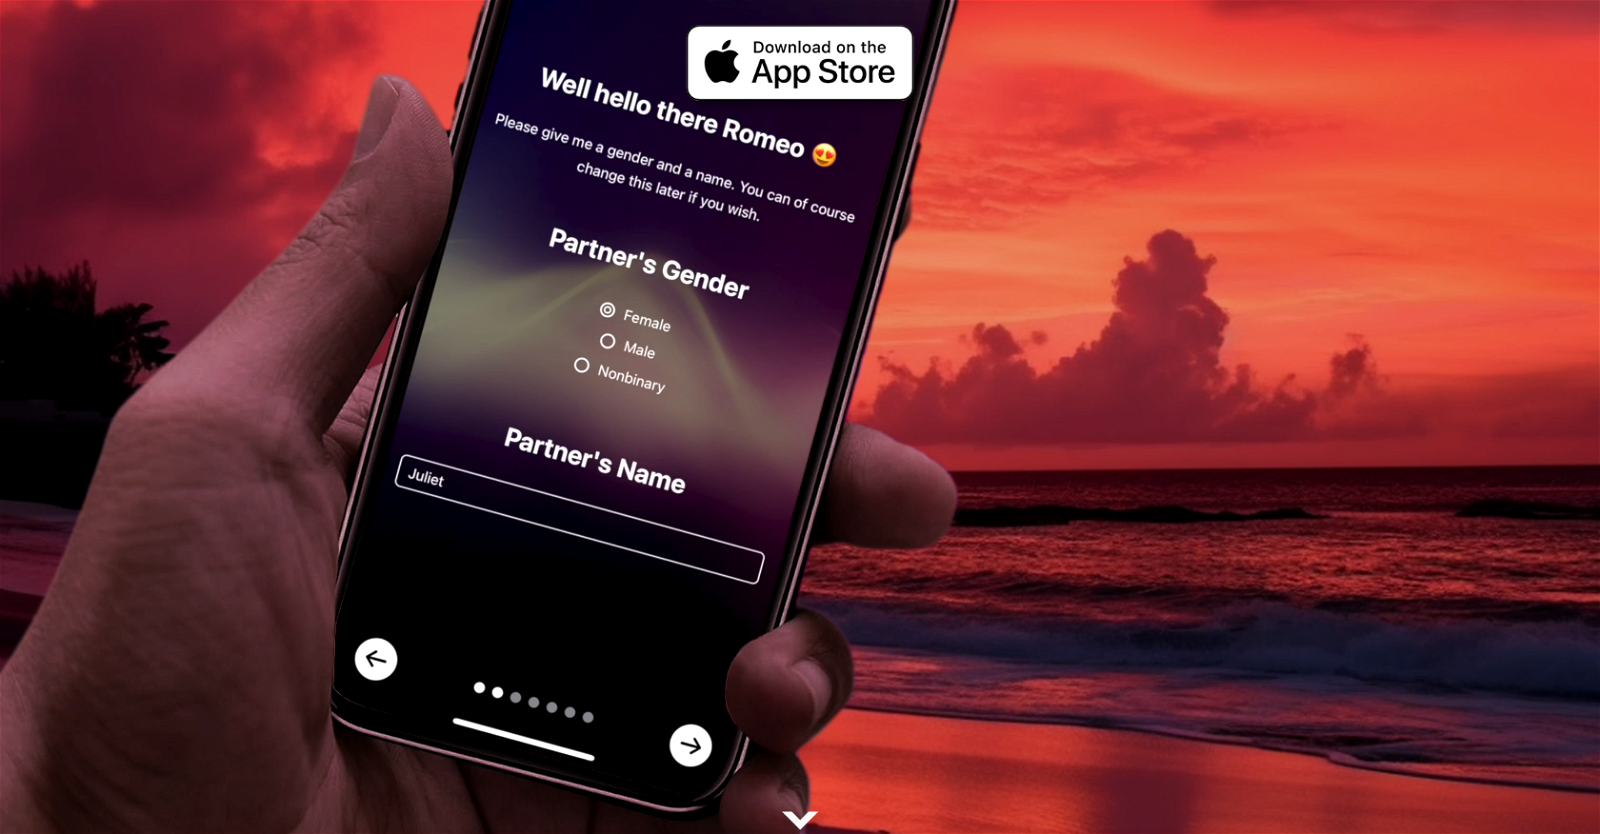 Download on the
App Store
Well hello there Romeo 😍
Please give me a gender and a name. You can of course
change this later if you wish.
Partner's Gender
Female
Male
Nonbinary
Partner's Name
Juliet